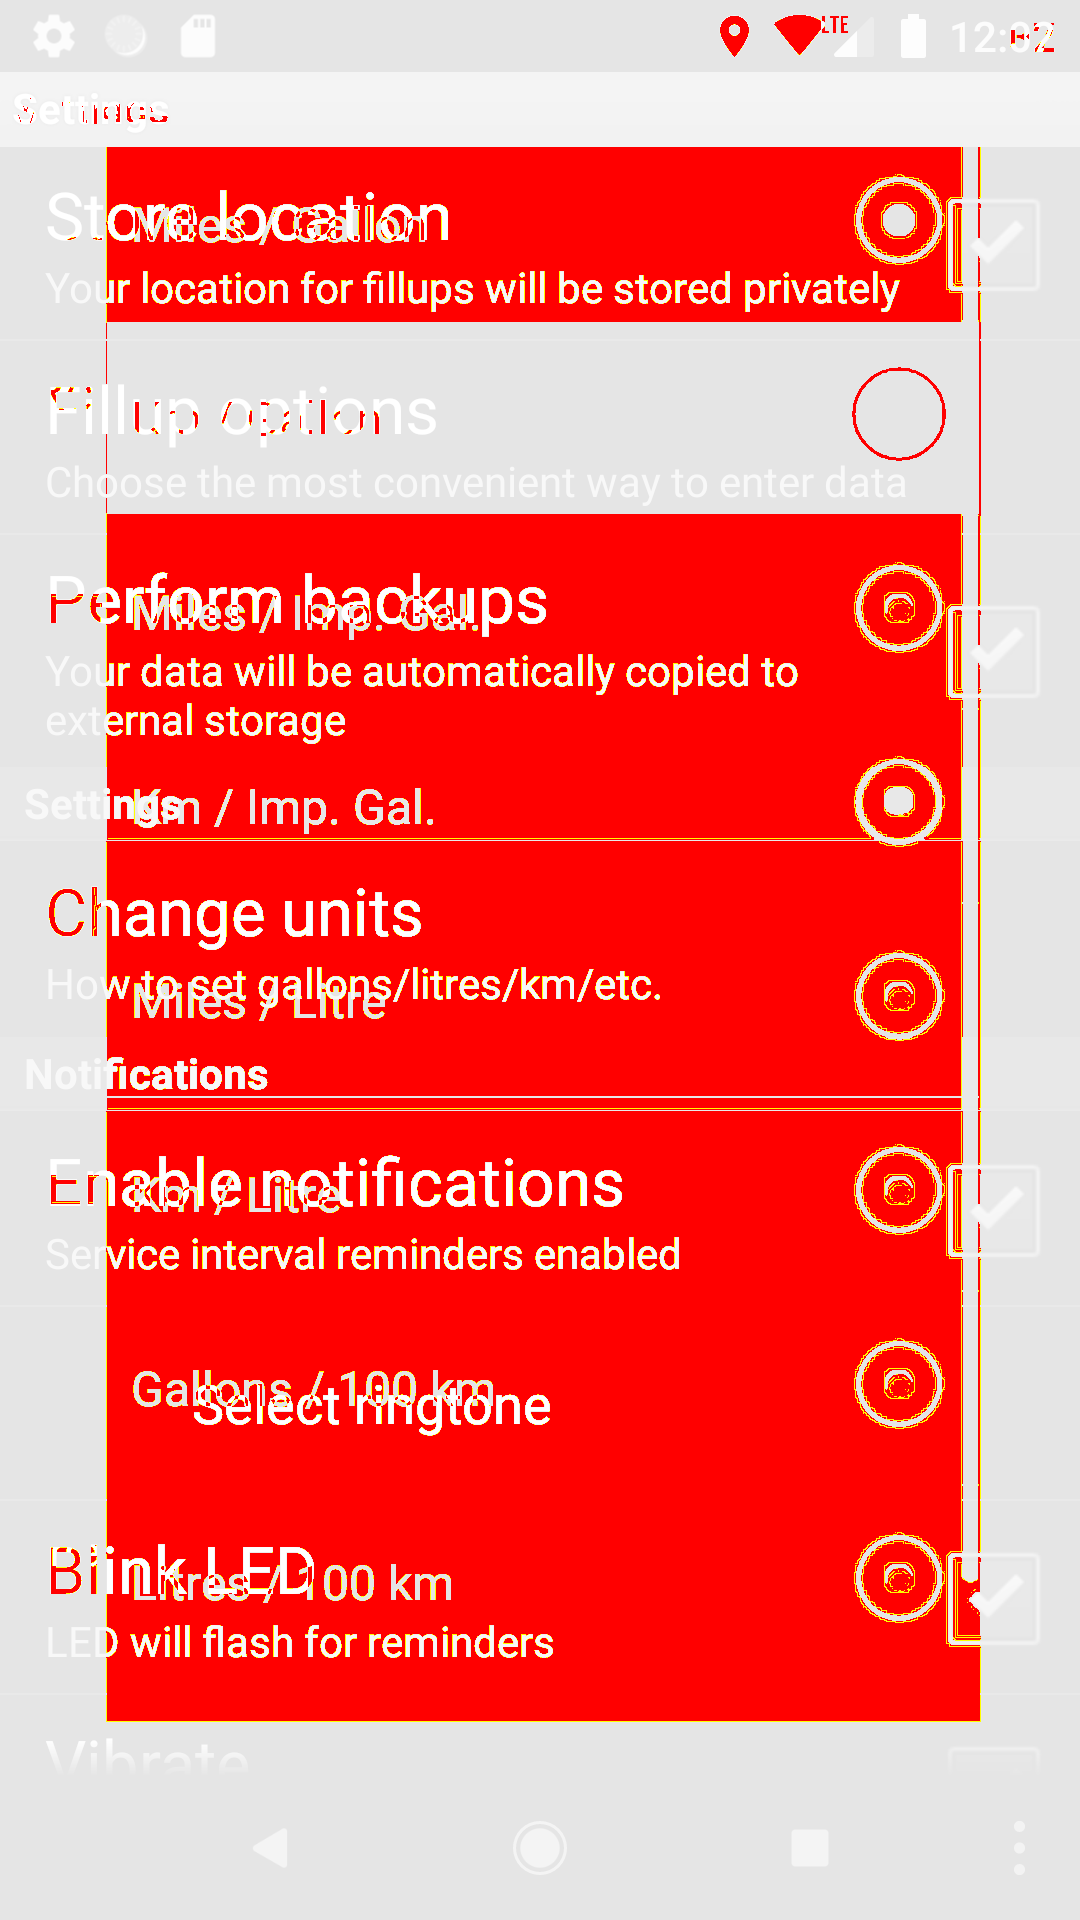 LTE 12:
Settings
Store location
Miles / Gallon
Your location for fillups will be stored privately
Fillup options
Km / Gallon
Choose the most convenient way to enter data
Perform backups
Miles / Imp. Gal.
Your data will be automatically copied to
external storage
Settings
Km / Imp. Gal.
Change units
How to set gallons/litres/km/etc.
Miles / Litre
Notifications
Enable notifications
Km / Litre
Service interval reminders enabled
Gallons / 100 km
Select ringtone
Blink LED
Litres / 100 km
LED will flash for reminders
Vibrate